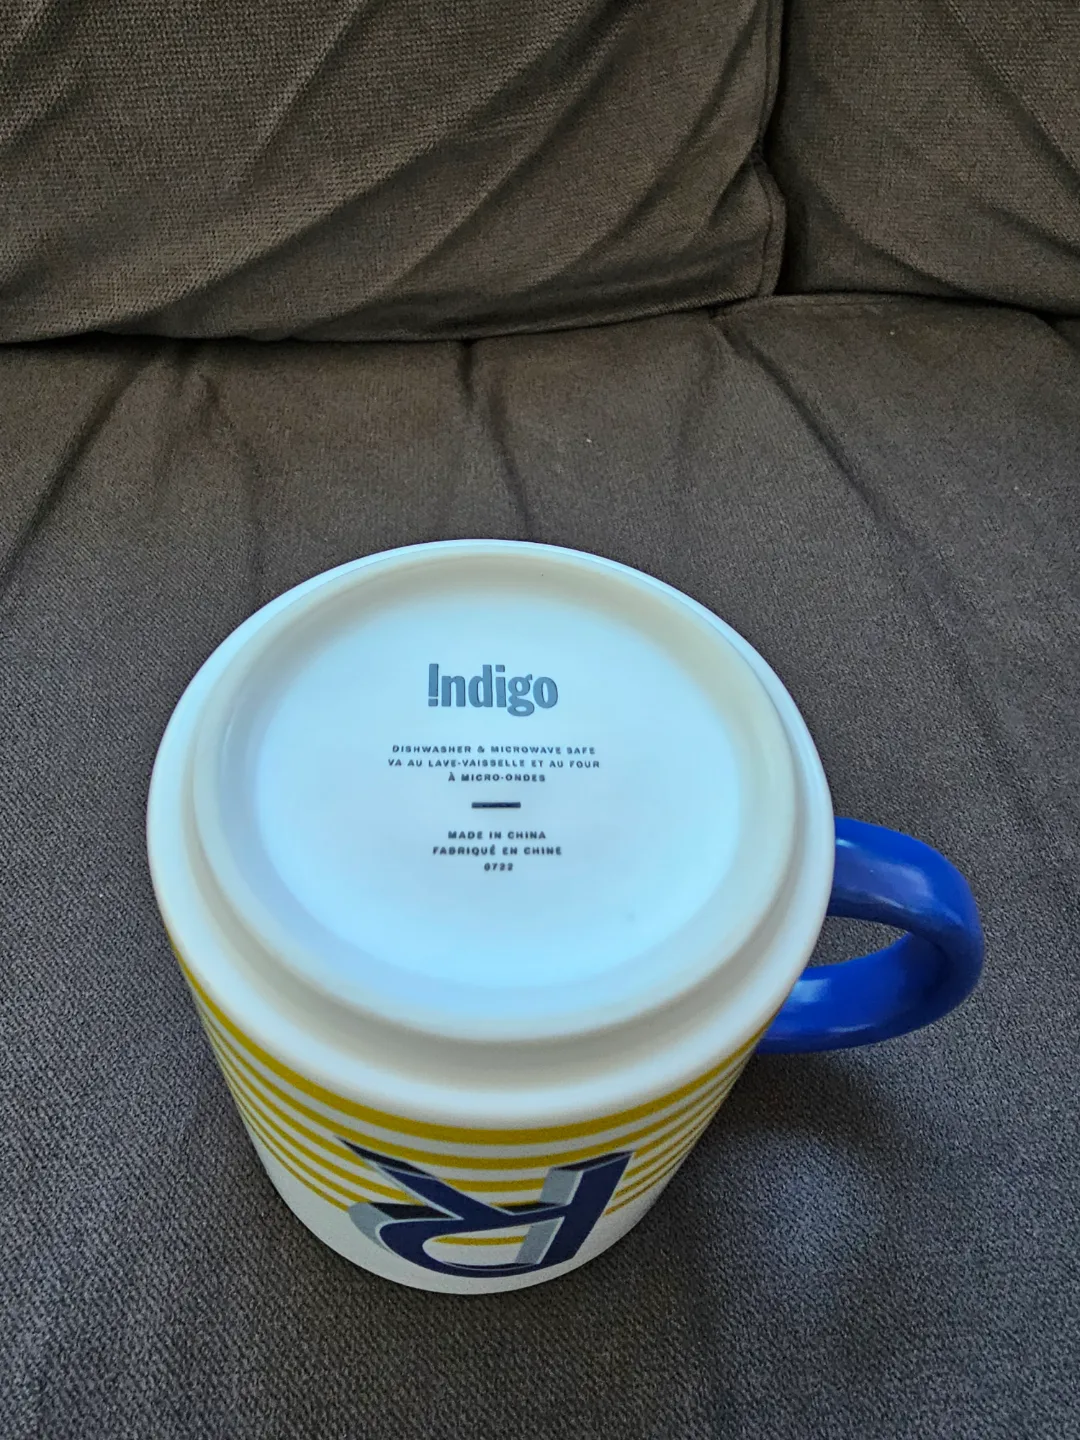 Indigo
DISHWASHER & MICROWAVE SAFE
VA AU LAVE-VAISSELLE ET AU FOUR
À MICRO-ONDES
MADE IN CHINA
FABRIQUÉ EN CHINE
0722
R